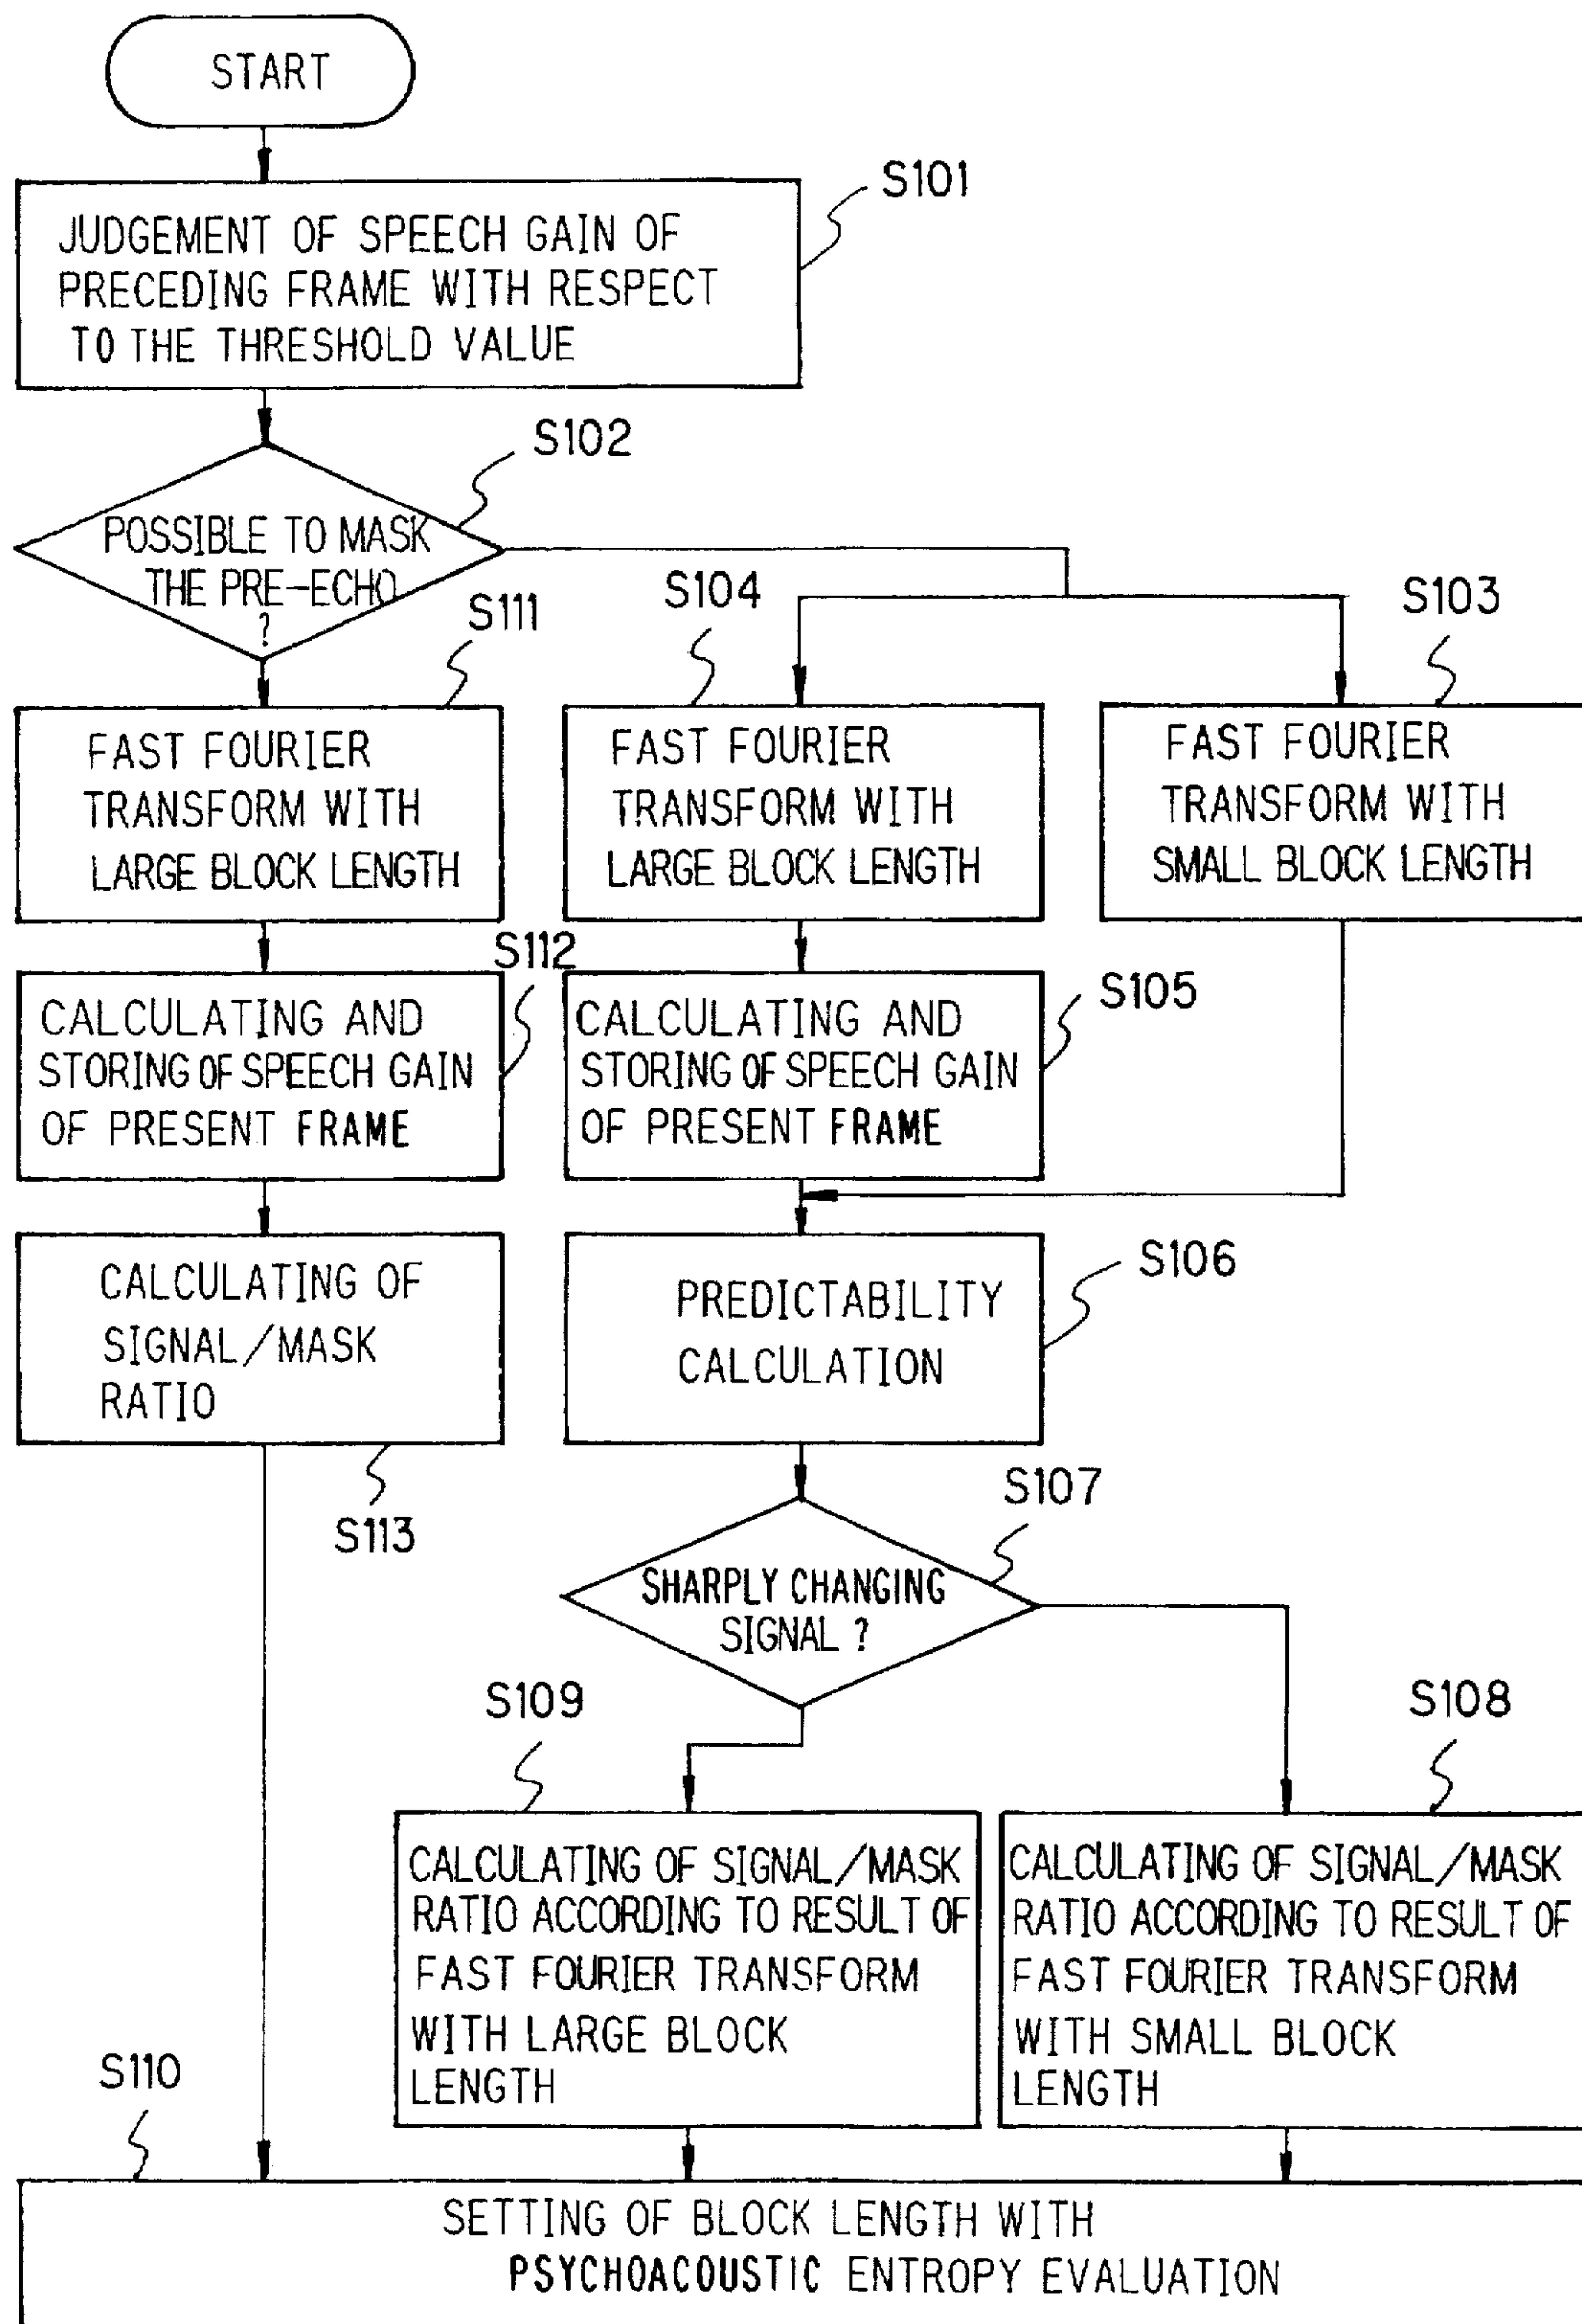 START
S101
JUDGEMENT OF SPEECH GAIN OF
PRECEDING FRAME WITH RESPECT
TO THE THRESHOLD VALUE
S102
POSSIBLE TO MASK
THE PRE-ECHO
?
S111
S104
S103
FAST FOURIER
TRANSFORM WITH
LARGE BLOCK LENGTH
FAST FOURIER
TRANSFORM WITH
LARGE BLOCK LENGTH
FAST FOURIER
TRANSFORM WITH
SMALL BLOCK LENGTH
S112
CALCULATING AND
STORING OF SPEECH GAIN
OF PRESENT FRAME
S105
CALCULATING AND
STORING OF SPEECH GAIN
OF PRESENT FRAME
CALCULATING OF
SIGNAL/MASK
RATIO
S113
S106
PREDICTABILITY
CALCULATION
S107
SHARPLY CHANGING
SIGNAL ?
S109
S108
CALCULATING OF SIGNAL/MASK
RATIO ACCORDING TO RESULT OF
FAST FOURIER TRANSFORM
WITH LARGE BLOCK
LENGTH
CALCULATING OF SIGNAL/MASK
RATIO ACCORDING TO RESULT OF
FAST FOURIER TRANSFORM
WITH SMALL BLOCK
LENGTH
S110
SETTING OF BLOCK LENGTH WITH
PSYCHOACOUSTIC ENTROPY EVALUATION